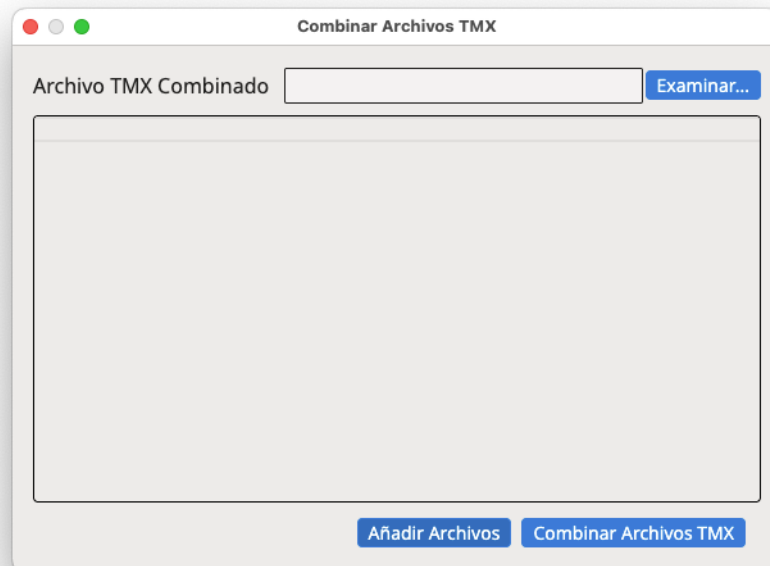 Combinar Archivos TMX
Archivo TMX Combinado Examinar...
Añadir Archivos Combinar Archivos TMX